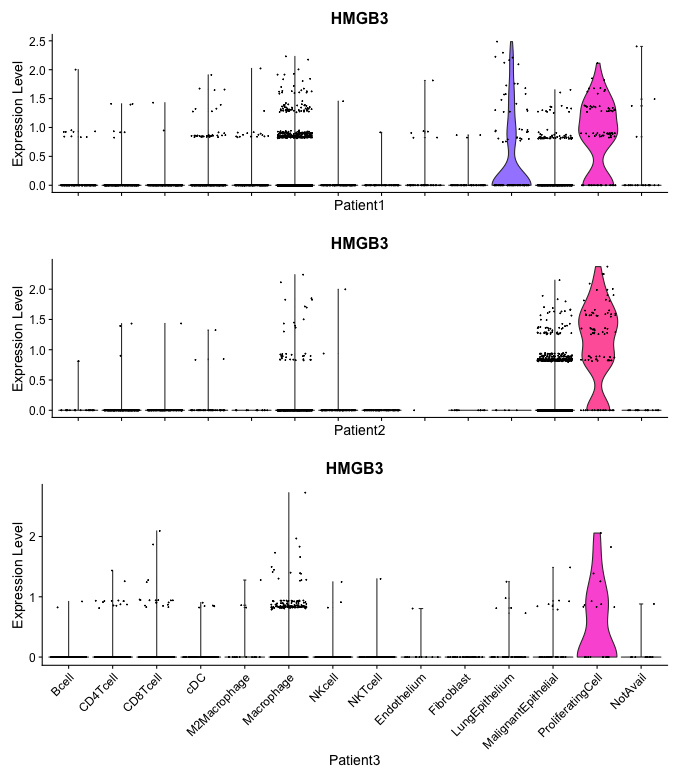 HMGB3
Expression Level
2.5
2.0
1.5
1.0
0.5
0.0
Patient1
HMGB3
Expression Level
2.0
1.5
1.0
0.5
0.0
Patient2
HMGB3
Expression Level
2
1
0
Bcell
CD4Tcell
CD8Tcell
cDC
M2Macrophage
Macrophage
NKcell
NKTcell
Endothelium
Fibroblast
LungEpithelium
MalignantEpithelial
ProliferatingCell
NotAvail
Patient3